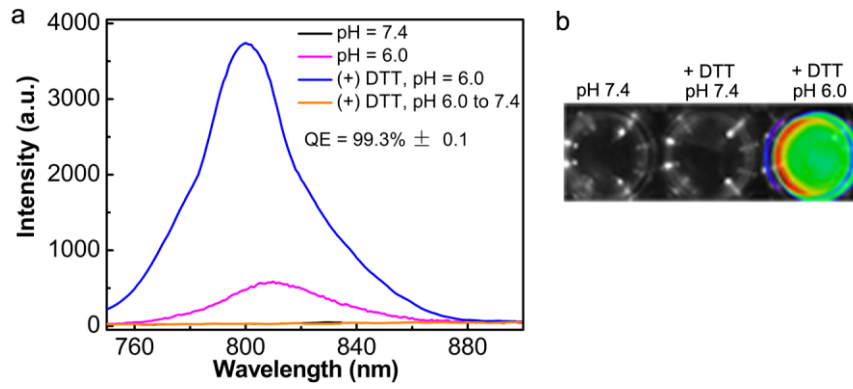 a
4000
3000
2000
1000
0
Intensity (a.u.)
pH = 7.4
pH = 6.0
(+) DTT, pH = 6.0
(+) DTT, pH 6.0 to 7.4
QE = 99.3% ± 0.1
760
800
840
880
Wavelength (nm)
b
pH 7.4
+ DTT
pH 7.4
+ DTT
pH 6.0